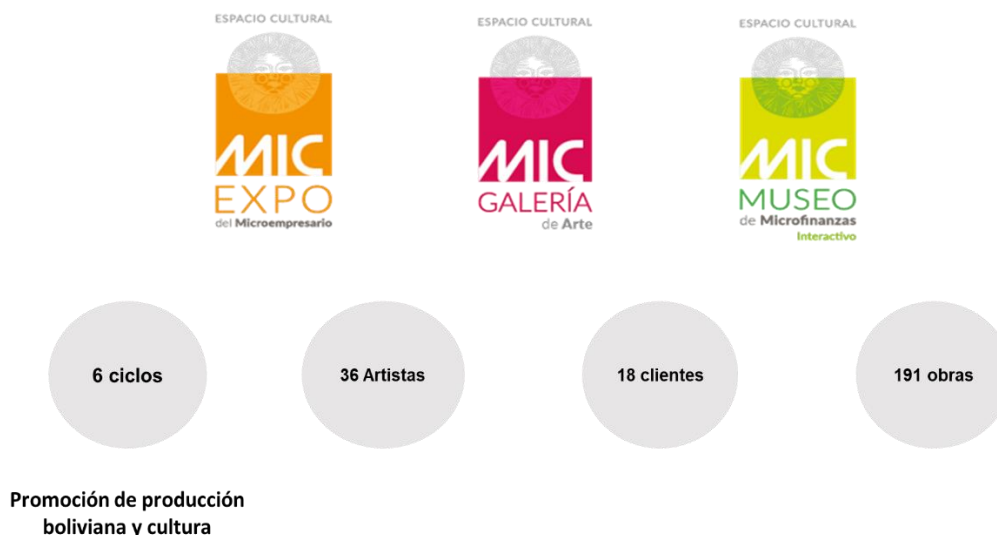 ESPACIO CULTURAL
MIC
EXPO
del Microempresario
ESPACIO CULTURAL
MIC
GALERÍA
de Arte
ESPACIO CULTURAL
MIC
MUSEO
de Microfinanzas
Interactivo
6 ciclos
36 Artistas
18 clientes
191 obras
Promoción de producción
boliviana y cultura